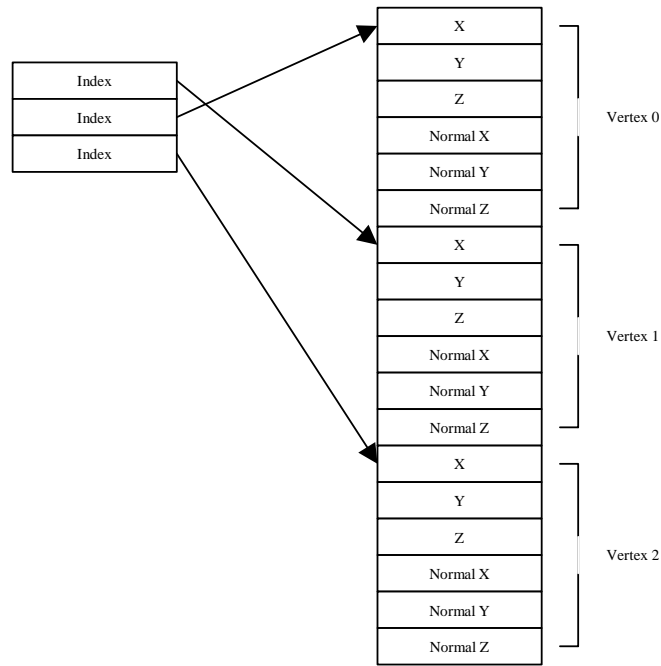 Index
Index
Index
X
Y
Z
Normal X
Normal Y
Normal Z
Vertex 0
X
Y
Z
Normal X
Normal Y
Normal Z
Vertex 1
X
Y
Z
Normal X
Normal Y
Normal Z
Vertex 2